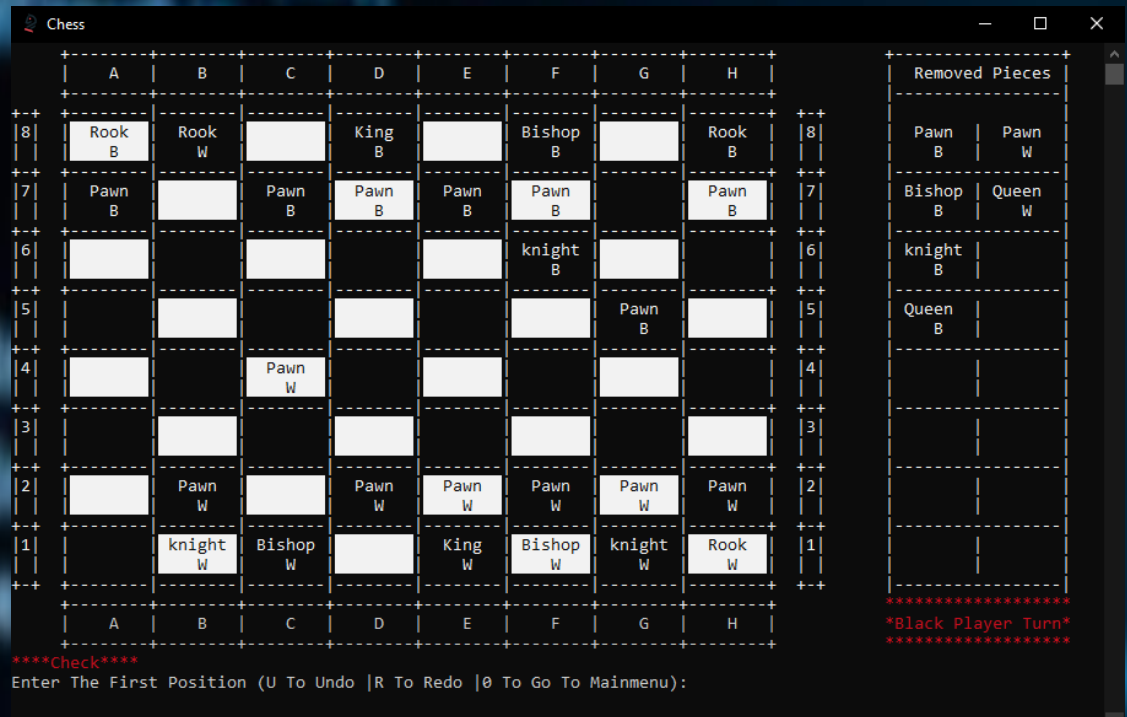 Chess
+--------+--------+--------+--------+--------+--------+--------+--------+ +-----------------+
| A | B | C | D | E | F | G | H | | Removed Pieces |
+--------+--------+--------+--------+--------+--------+--------+--------+ |-----------------|
|8| Rook | Rook | | King | | Bishop | | Rook |8| Pawn | Pawn
| | B | W | | B | | B | | B | | B | W
|7| Pawn | | Pawn | Pawn | Pawn | Pawn | | Pawn |7| Bishop | Queen
| | B | | B | B | B | B | | B | | B | W
|6| | | | | | knight | | |6| knight |
| | | | | | | B | | | | B |
|5| | | | | | | Pawn | |5| Queen |
| | | | | | | | B | | | B |
|4| | | Pawn | | | | | |4| |
| | | | W | | | | | | | |
|3| | | | | | | | |3| |
|2| | Pawn | | Pawn | Pawn | Pawn | Pawn | Pawn |2| |
| | | W | | W | W | W | W | W | | |
|1| | knight | Bishop | | King | Bishop | knight | Rook |1| |
| | | W | W | | W | W | W | W | | |
*******************
| A | B | C | D | E | F | G | H | *Black Player Turn*
*******************
****Check****
Enter The First Position (U To Undo |R To Redo |0 To Go To Mainmenu):